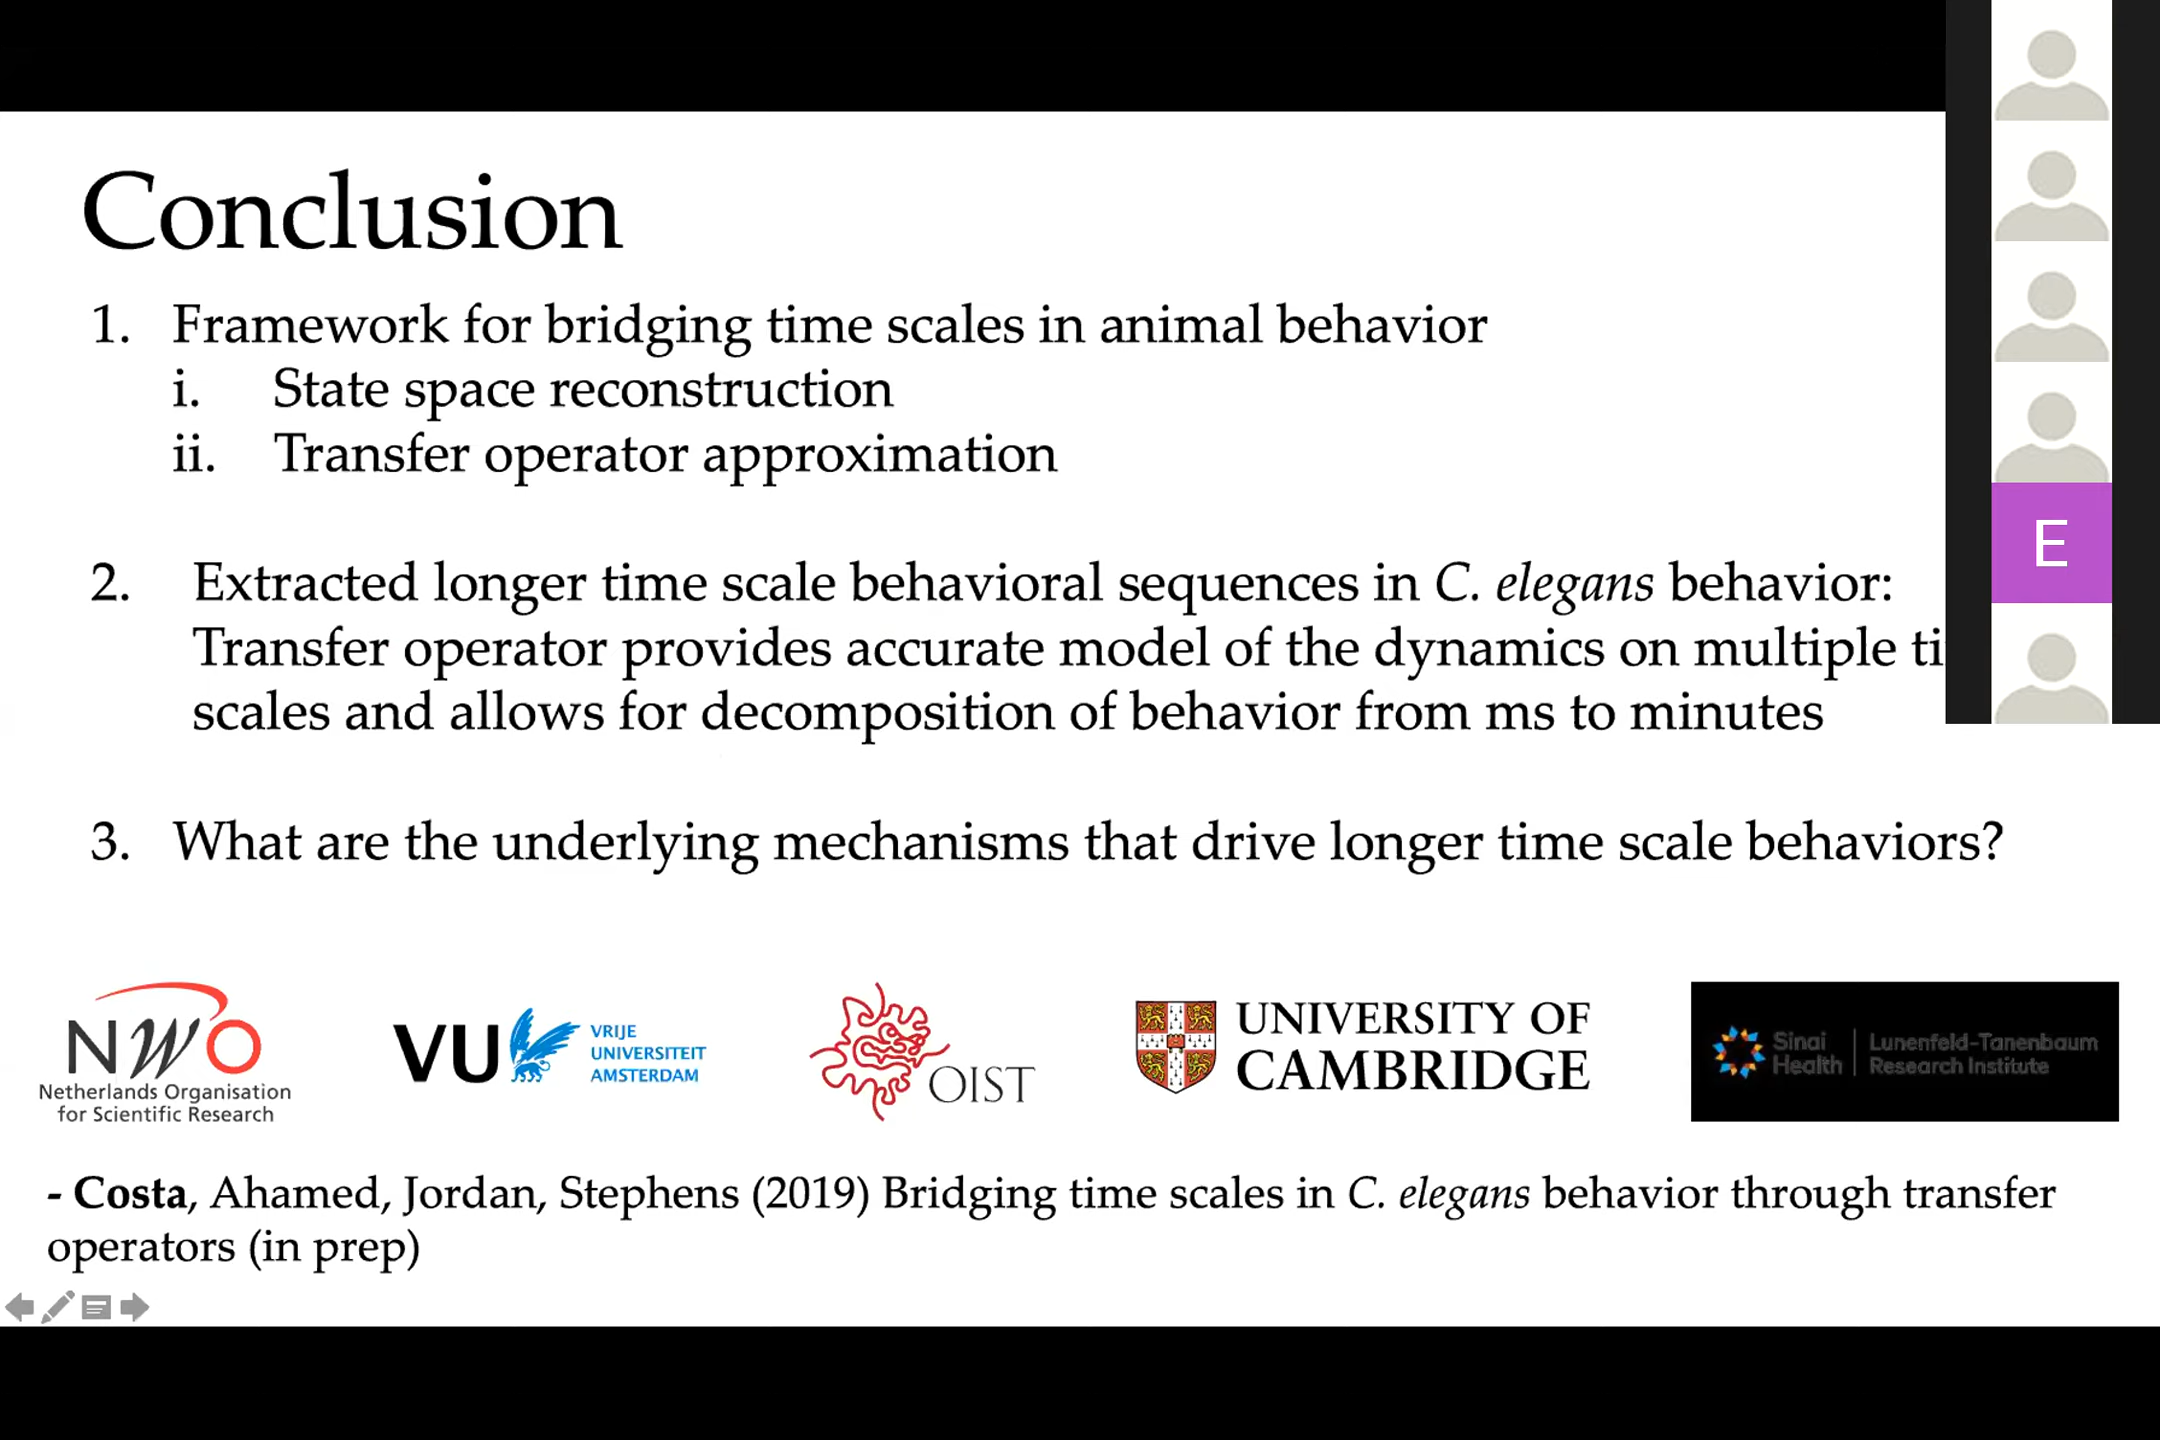 Conclusion
1. Framework for bridging time scales in animal behavior
i. State space reconstruction
ii. Transfer operator approximation
2. Extracted longer time scale behavioral sequences in C. elegans behavior:
Transfer operator provides accurate model of the dynamics on multiple ti
scales and allows for decomposition of behavior from ms to minutes
3. What are the underlying mechanisms that drive longer time scale behaviors?
E
NWO
Netherlands Organisation
for Scientific Research
VU
VRIJE
UNIVERSITEIT
AMSTERDAM
OIST
UNIVERSITY OF
CAMBRIDGE
Sinai
Health
Lunenfeld-Tanenbaum
Research Institute
- Costa, Ahamed, Jordan, Stephens (2019) Bridging time scales in C. elegans behavior through transfer
operators (in prep)